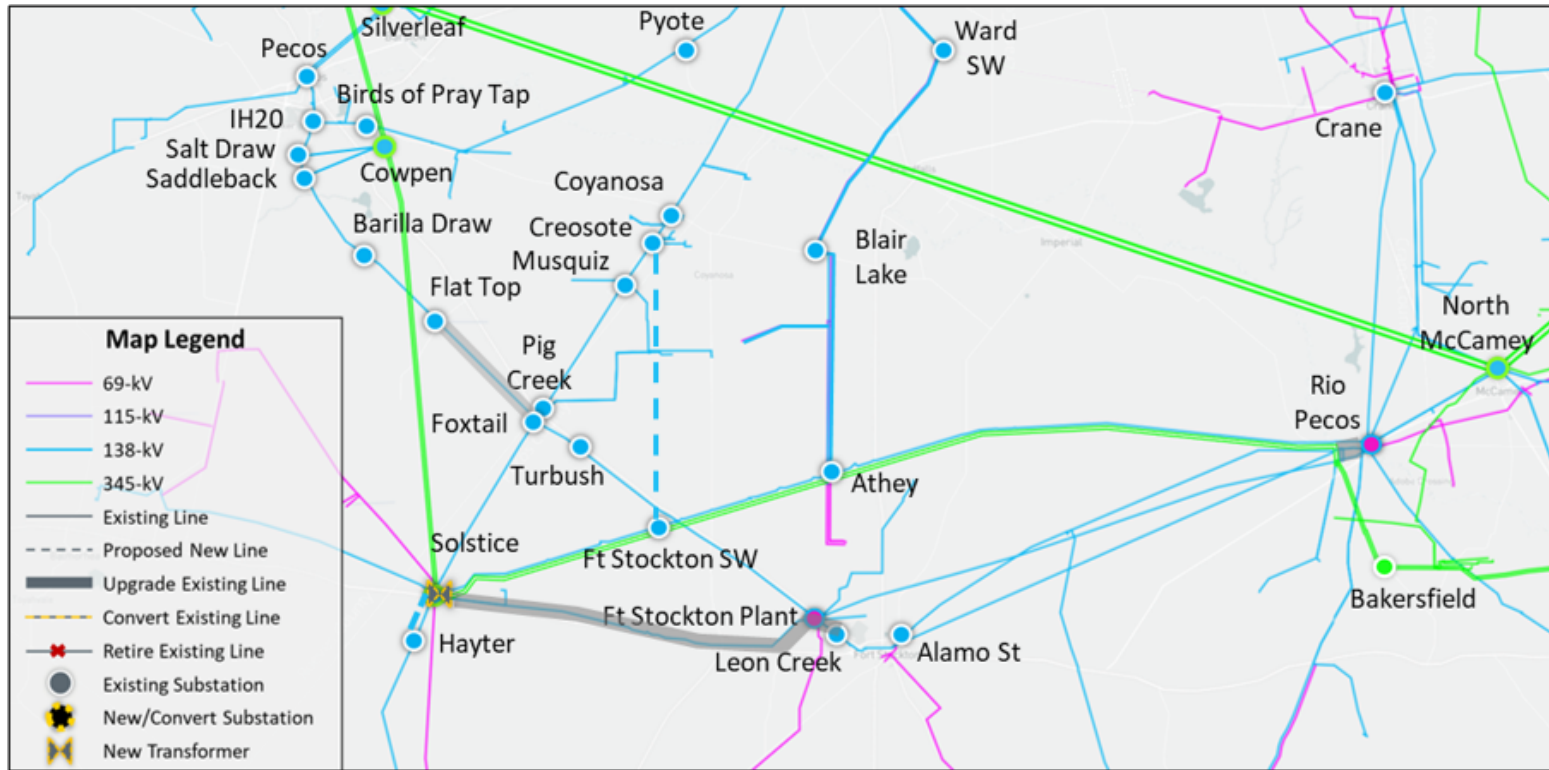 Silverleaf
Pyote
Ward
SW
Pecos
Birds of Pray Tap
IH20
Crane
Salt Draw
Cowpen
Saddleback
Coyanosa
Barilla Draw
Creosote
Musquiz
Blair
Lake
Imperial
Coyanosa
Flat Top
North
McCamey
Map Legend
69-kV
115-kV
138-kV
345-kV
Existing Line
Proposed New Line
Upgrade Existing Line
Convert Existing Line
Retire Existing Line
Existing Substation
New/Convert Substation
New Transformer
Pig
Creek
Rio
Pecos
Foxtail
Turbush
Athey
Solstice
Ft Stockton SW
Bakersfield
Ft Stockton Plant
Hayter
Leon Creek
Alamo St